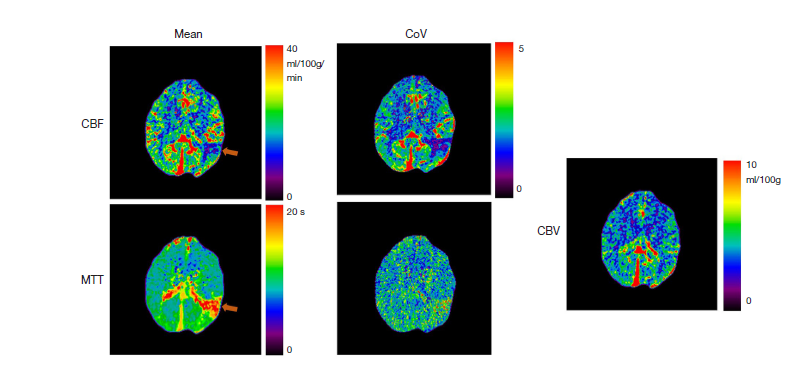 Mean
CoV
CBF
40
ml/100g/
min
0
5
0
MTT
20 s
0
CBV
10
ml/100g
0